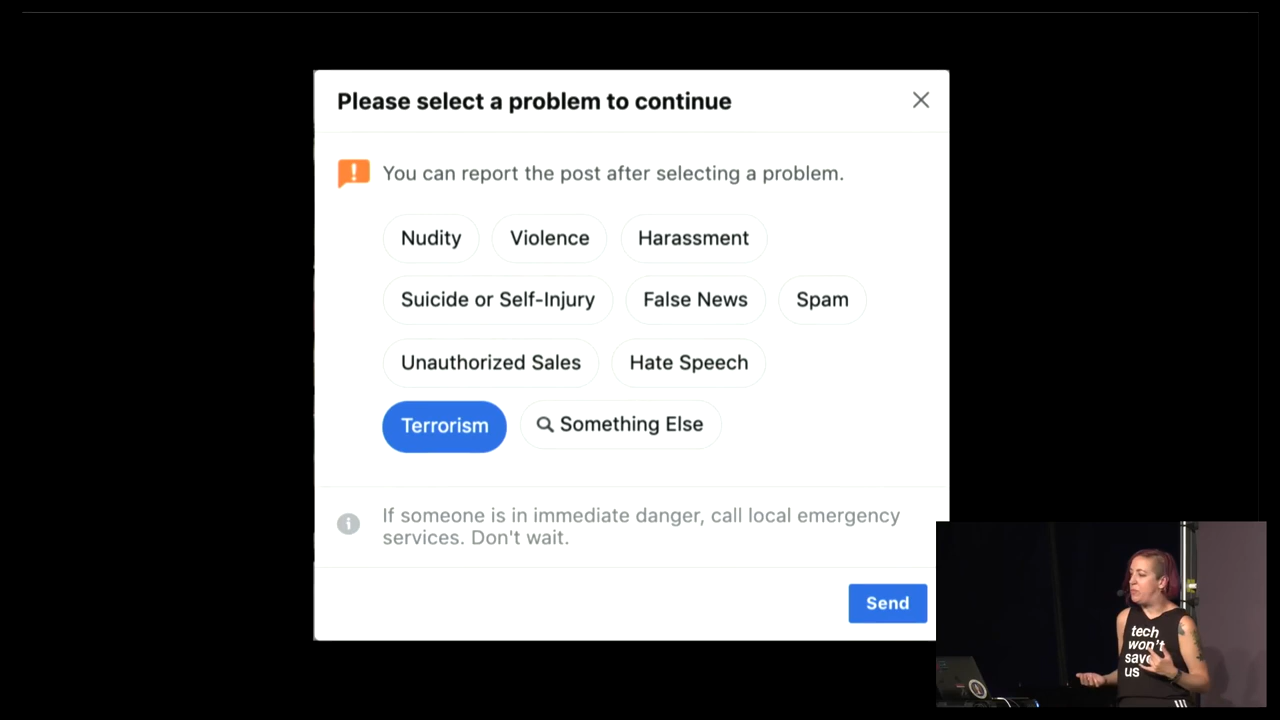 Please select a problem to continue
You can report the post after selecting a problem.
Nudity
Violence
Harassment
Suicide or Self-Injury
False News
Spam
Unauthorized Sales
Hate Speech
Terrorism
Something Else
If someone is in immediate danger, call local emergency
services. Don't wait.
Send
tech
won't
save
us